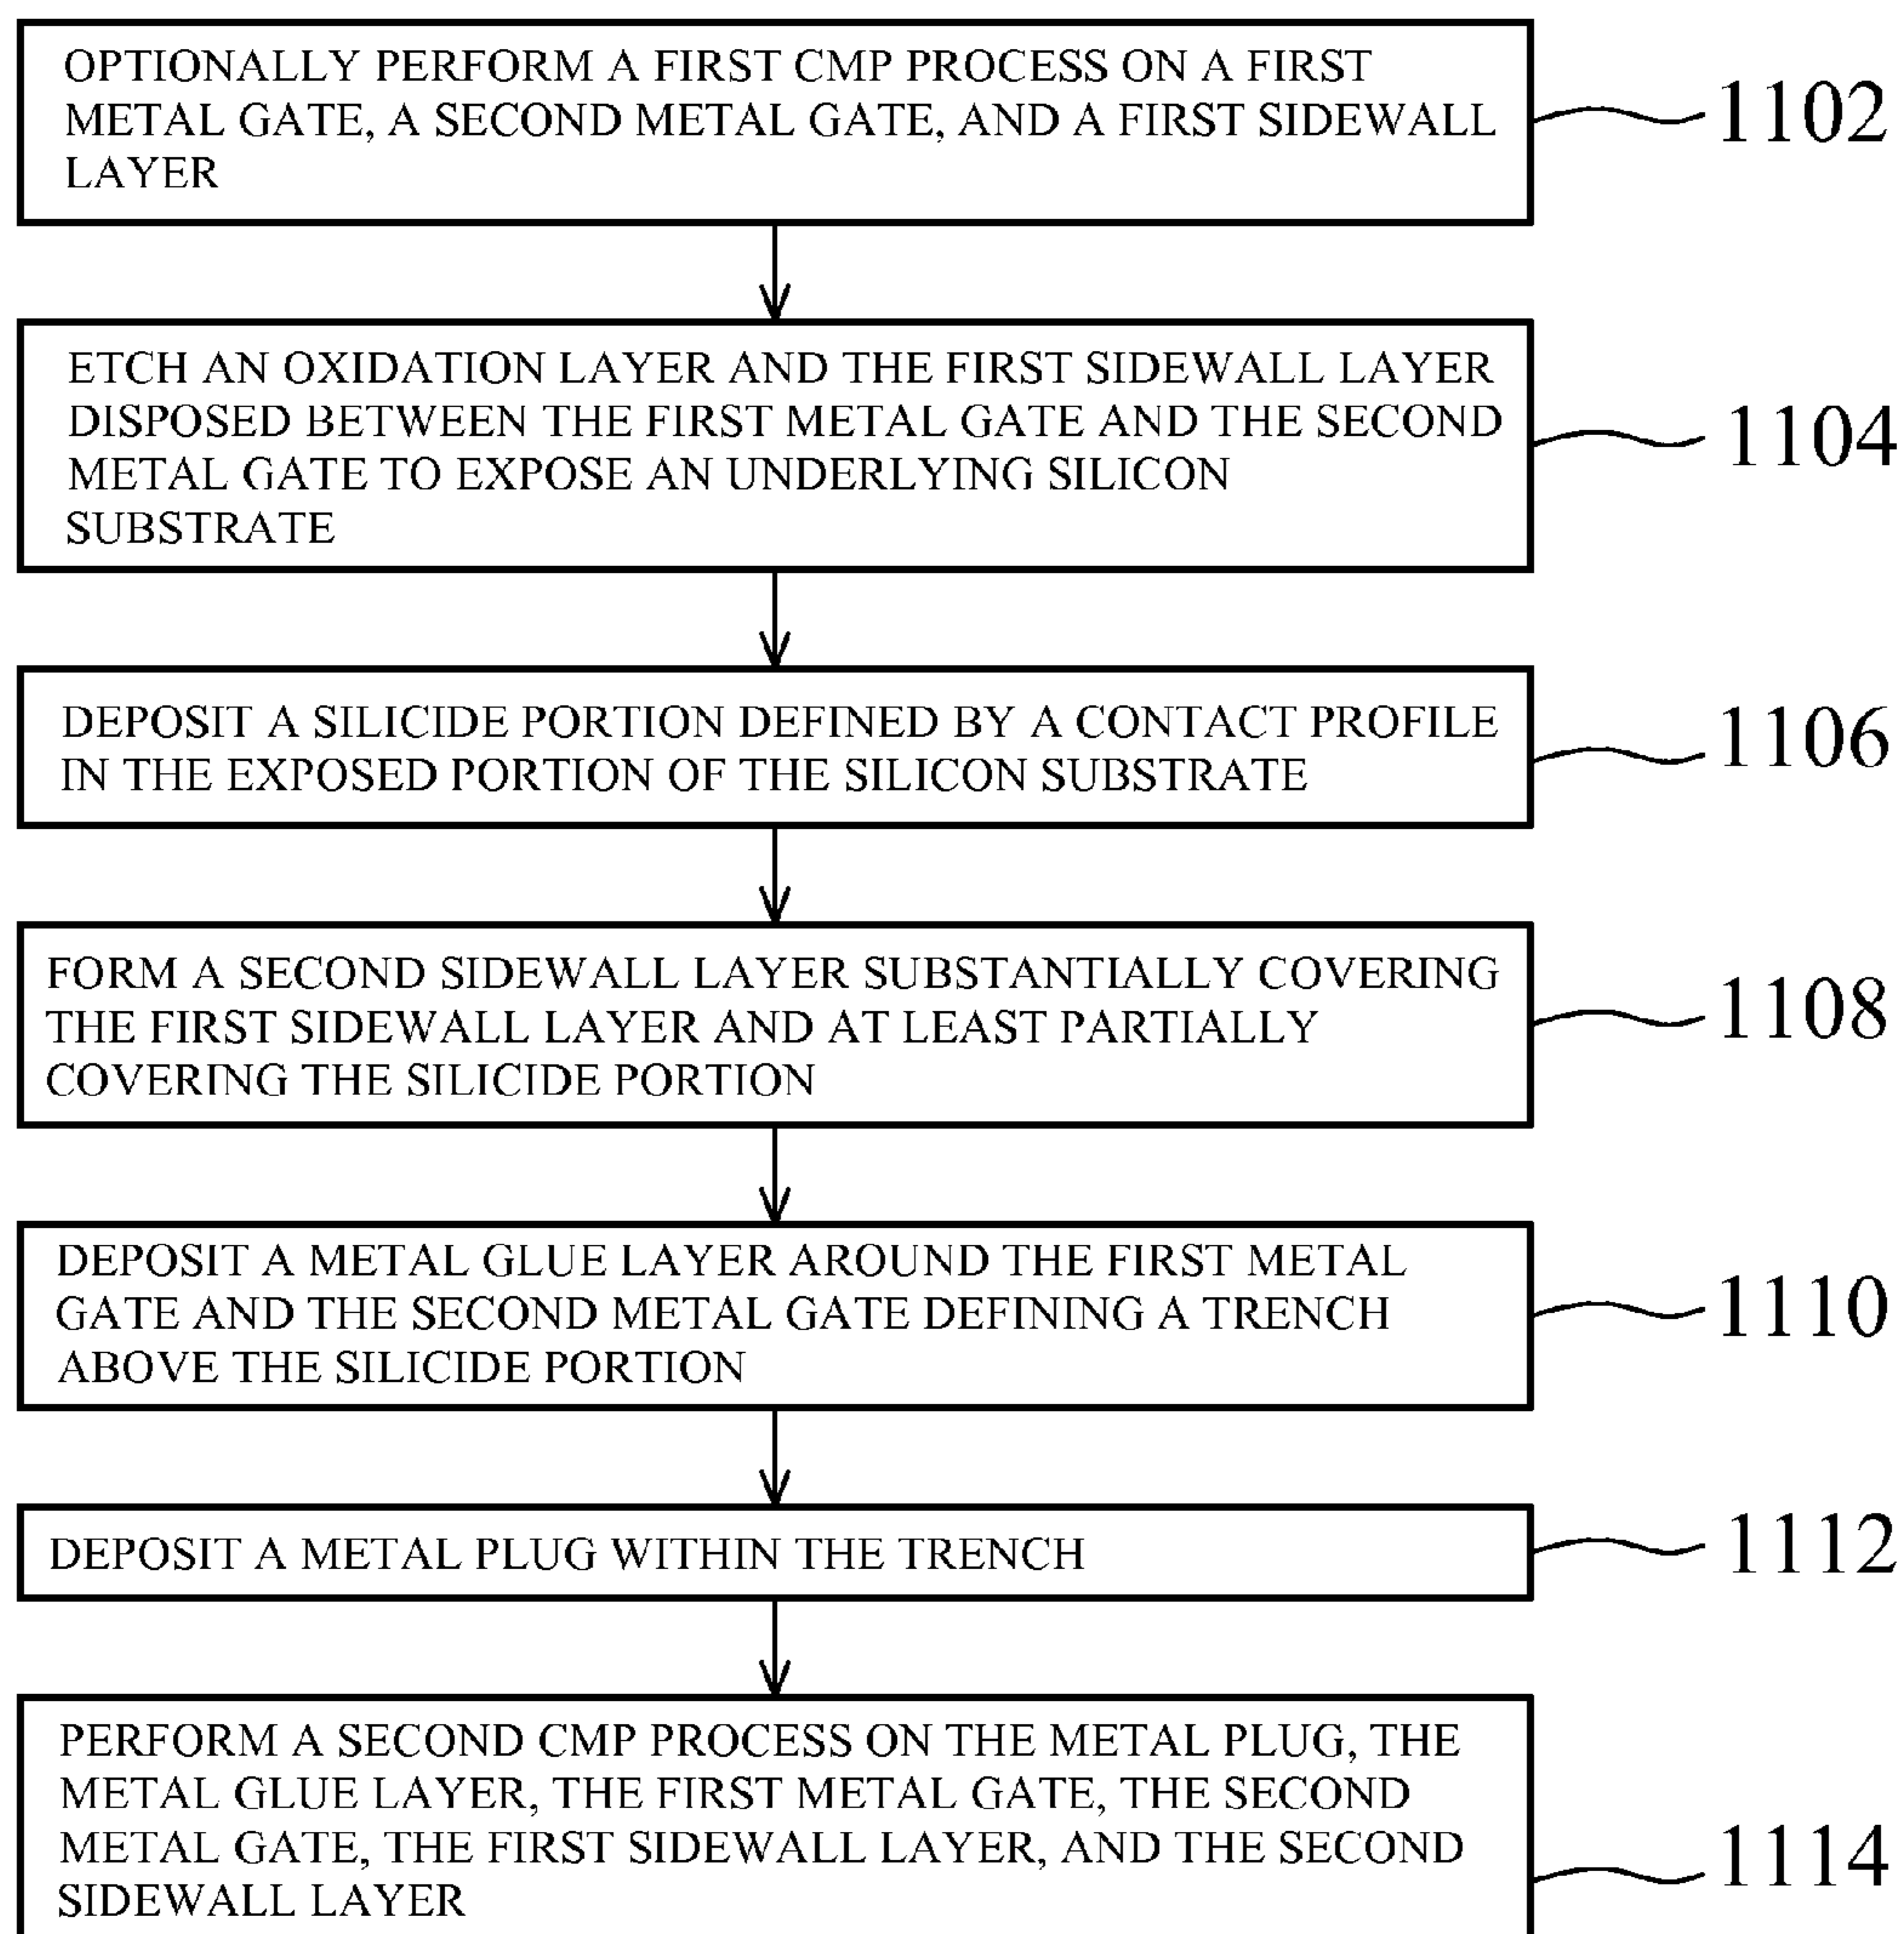 OPTIONALLY PERFORM A FIRST CMP PROCESS ON A FIRST
METAL GATE, A SECOND METAL GATE, AND A FIRST SIDEWALL
LAYER
1102
ETCH AN OXIDATION LAYER AND THE FIRST SIDEWALL LAYER
DISPOSED BETWEEN THE FIRST METAL GATE AND THE SECOND
METAL GATE TO EXPOSE AN UNDERLYING SILICON
SUBSTRATE
1104
DEPOSIT A SILICIDE PORTION DEFINED BY A CONTACT PROFILE
IN THE EXPOSED PORTION OF THE SILICON SUBSTRATE
1106
FORM A SECOND SIDEWALL LAYER SUBSTANTIALLY COVERING
THE FIRST SIDEWALL LAYER AND AT LEAST PARTIALLY
COVERING THE SILICIDE PORTION
1108
DEPOSIT A METAL GLUE LAYER AROUND THE FIRST METAL
GATE AND THE SECOND METAL GATE DEFINING A TRENCH
ABOVE THE SILICIDE PORTION
1110
DEPOSIT A METAL PLUG WITHIN THE TRENCH
1112
PERFORM A SECOND CMP PROCESS ON THE METAL PLUG, THE
METAL GLUE LAYER, THE FIRST METAL GATE, THE SECOND
METAL GATE, THE FIRST SIDEWALL LAYER, AND THE SECOND
SIDEWALL LAYER
1114